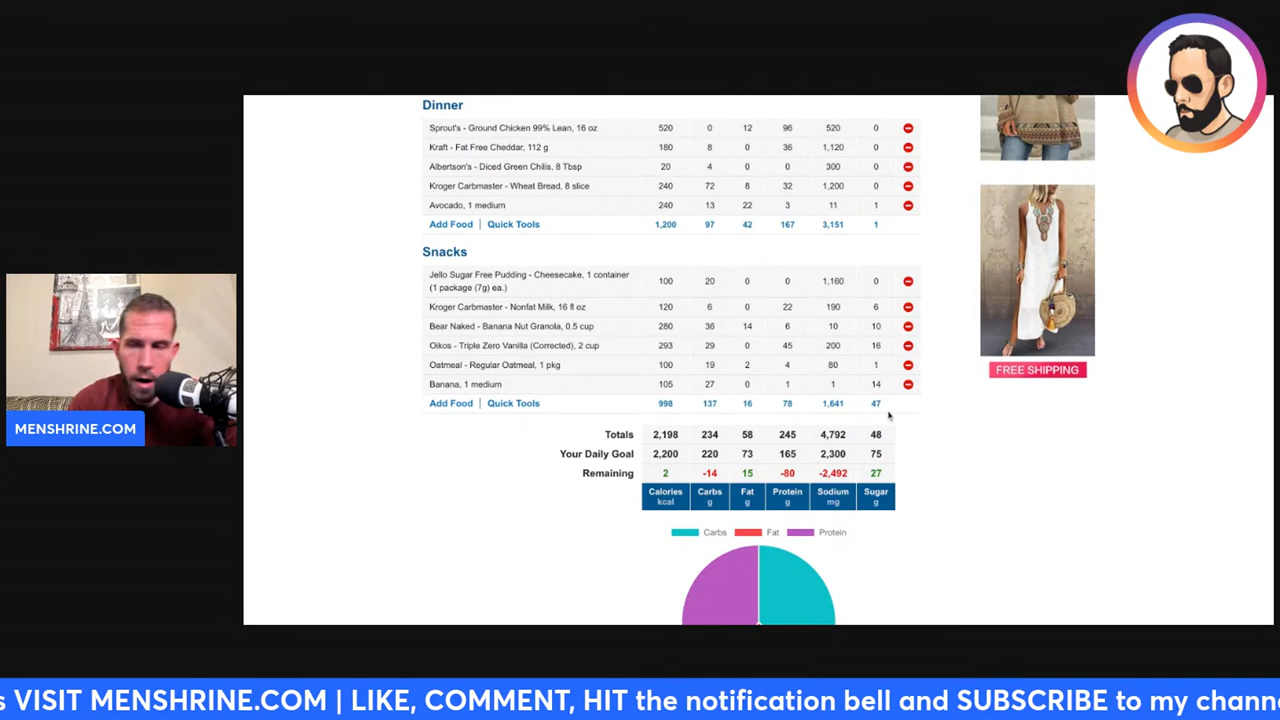 Dinner
Sprout's - Ground Chicken 99% Lean, 16 oz 520 0 12 96 520 0
Kraft - Fat Free Cheddar, 112 g 180 8 0 36 1,120 0
Albertson's - Diced Green Chilis, 8 Tbsp 20 4 0 0 300 0
Kroger Carbmaster - Wheat Bread, 8 slice 240 72 8 32 1,200 0
Avocado, 1 medium 240 13 22 3 11 1
Add Food | Quick Tools 1,200 97 42 167 3,151 1
Snacks
Jello Sugar Free Pudding - Cheesecake, 1 container
(1 package (7g) ea.) 100 20 0 0 1,160 0
Kroger Carbmaster - Nonfat Milk, 16 fl oz 120 6 0 22 190 6
Bear Naked - Banana Nut Granola, 0.5 cup 280 36 14 6 10 10
Oikos - Triple Zero Vanilla (Corrected), 2 cup 293 29 0 45 200 16
Oatmeal - Regular Oatmeal, 1 pkg 100 19 2 4 80 1
Banana, 1 medium 105 27 0 1 1 14
Add Food | Quick Tools 998 137 16 78 1,641 47
Totals 2,198 234 58 245 4,792 48
Your Daily Goal 2,200 220 73 165 2,300 75
Remaining 2 -14 15 -80 -2,492 27
Calories Carbs Fat Protein Sodium Sugar
kcal g g g mg g
Carbs Fat Protein
FREE SHIPPING
MENSHRINE.COM
s VISIT MENSHRINE.COM | LIKE, COMMENT, HIT the notification bell and SUBSCRIBE to my chann